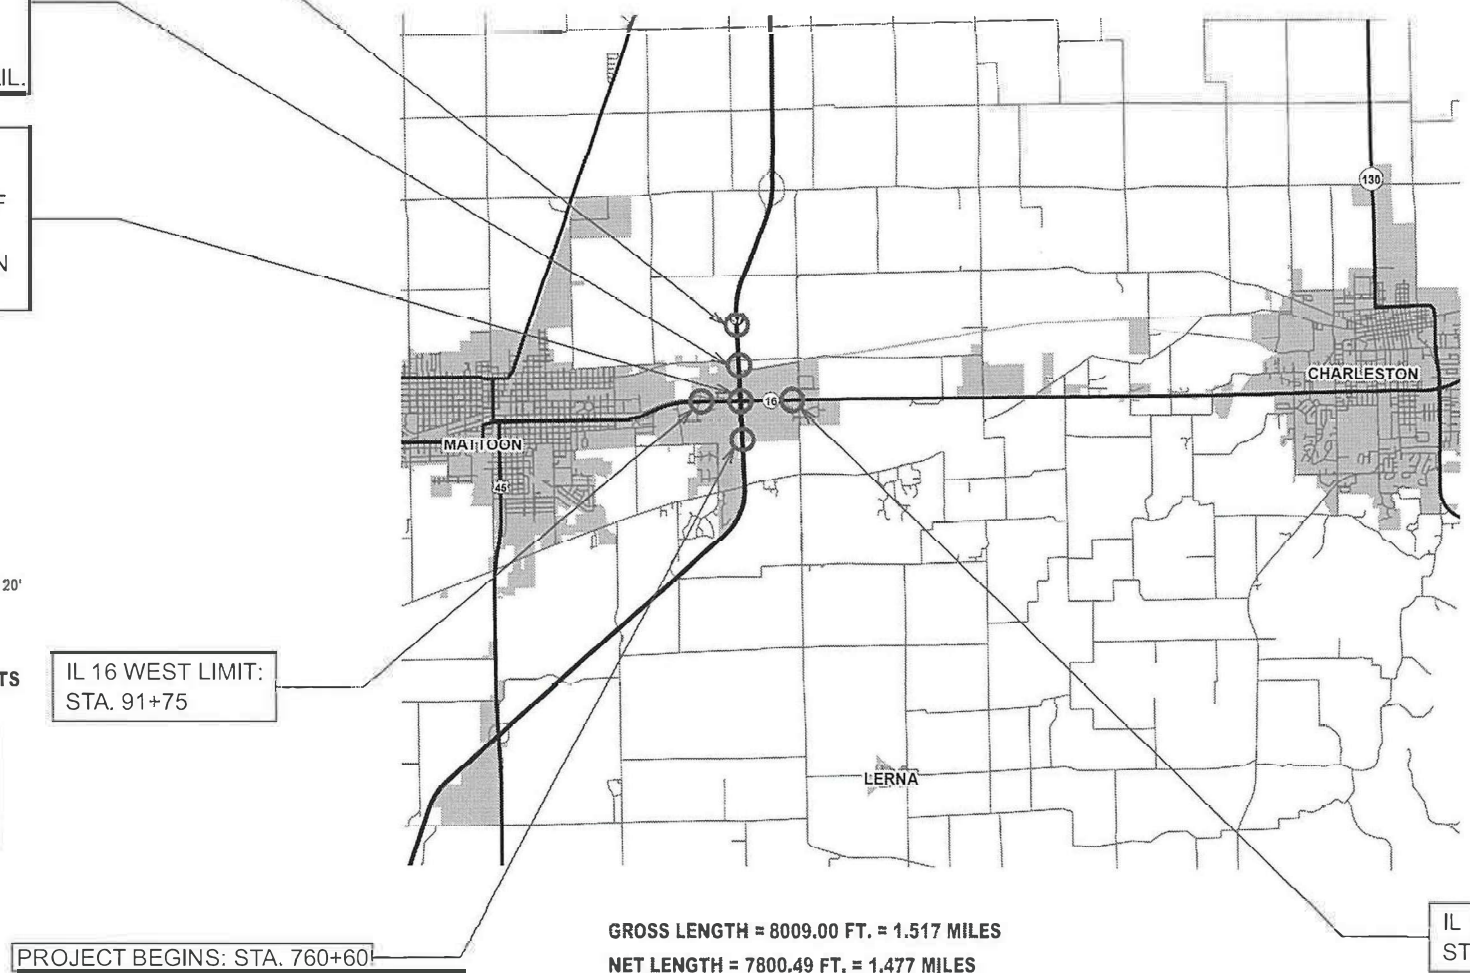 IL.
F
N
130
16
CHARLESTON
MATTOON
45
20'
IL 16 WEST LIMIT:
STA. 91+75
TS
LERNA
PROJECT BEGINS: STA. 760+60
GROSS LENGTH = 8009.00 FT. = 1.517 MILES
NET LENGTH = 7800.49 FT. = 1.477 MILES
IL
ST